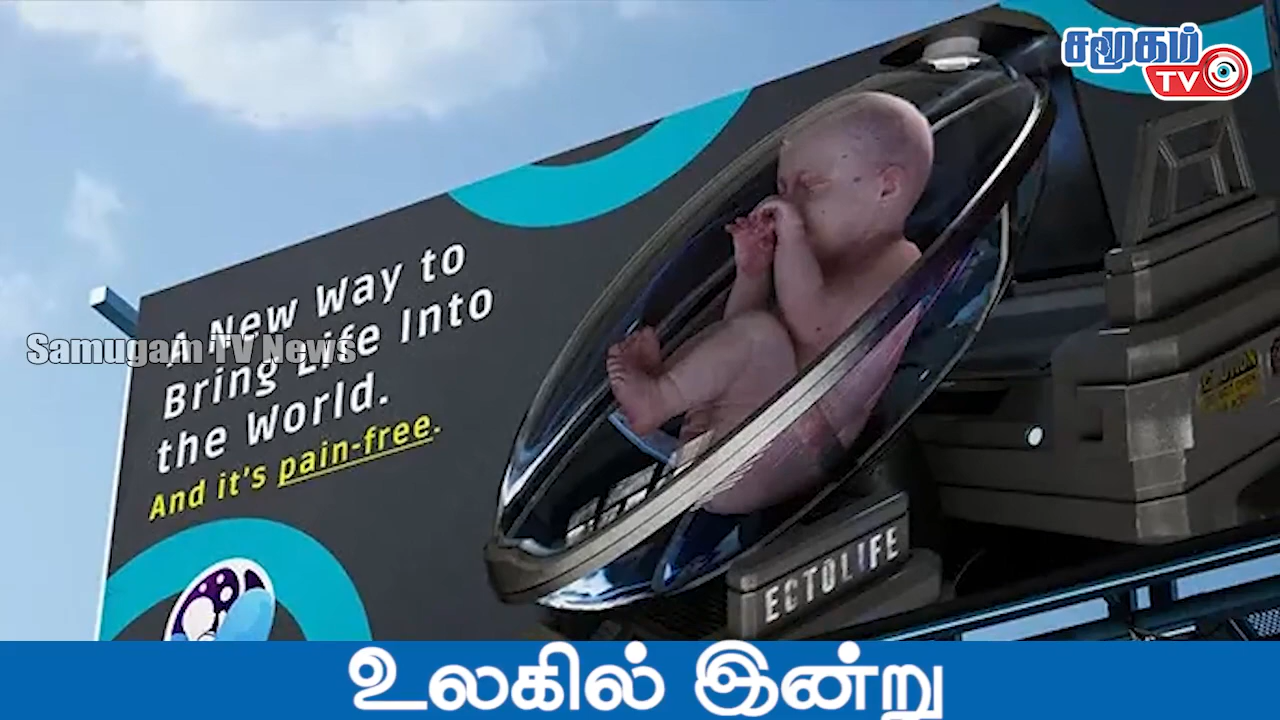 சமூகம்
TV
A New Way to
Bring Life Into
the World.
And it's pain-free.
Samugam TV News
ECTOLIFE
CAUTION
உலகில் இன்று